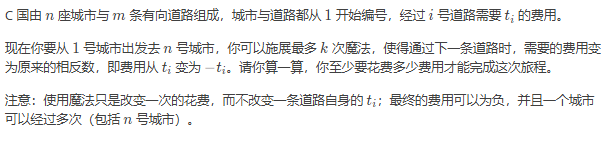 C 国由 n 座城市与 m 条有向道路组成，城市与道路都从 1 开始编号，经过 i 号道路需要 t_i 的费用。
现在你要从 1 号城市出发去 n 号城市，你可以施展最多 k 次魔法，使得通过下一条道路时，需要的费用变
为原来的相反数，即费用从 t_i 变为 −t_i。请你算一算，你至少要花费多少费用才能完成这次旅程。
注意：使用魔法只是改变一次的花费，而不改变一条道路自身的 t_i；最终的费用可以为负，并且一个城市
可以经过多次（包括 n 号城市）。